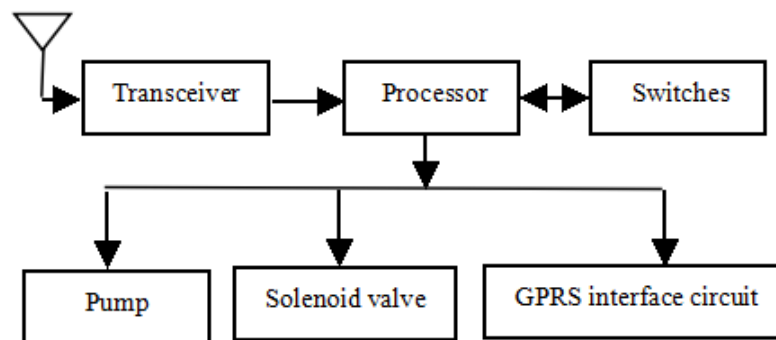 Transceiver
Processor
Switches
Pump
Solenoid valve
GPRS interface circuit